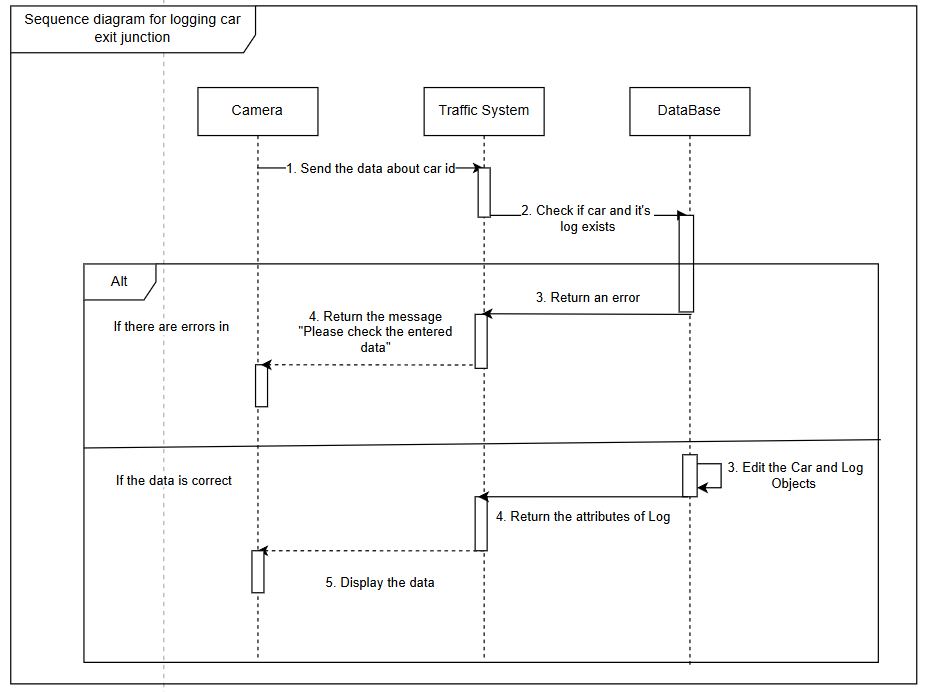 Sequence diagram for logging car
exit junction
Camera
Traffic System
DataBase
1. Send the data about car id
2. Check if car and it's
log exists
Alt
3. Return an error
If there are errors in
4. Return the message
"Please check the entered
data"
If the data is correct
3. Edit the Car and Log
Objects
4. Return the attributes of Log
5. Display the data